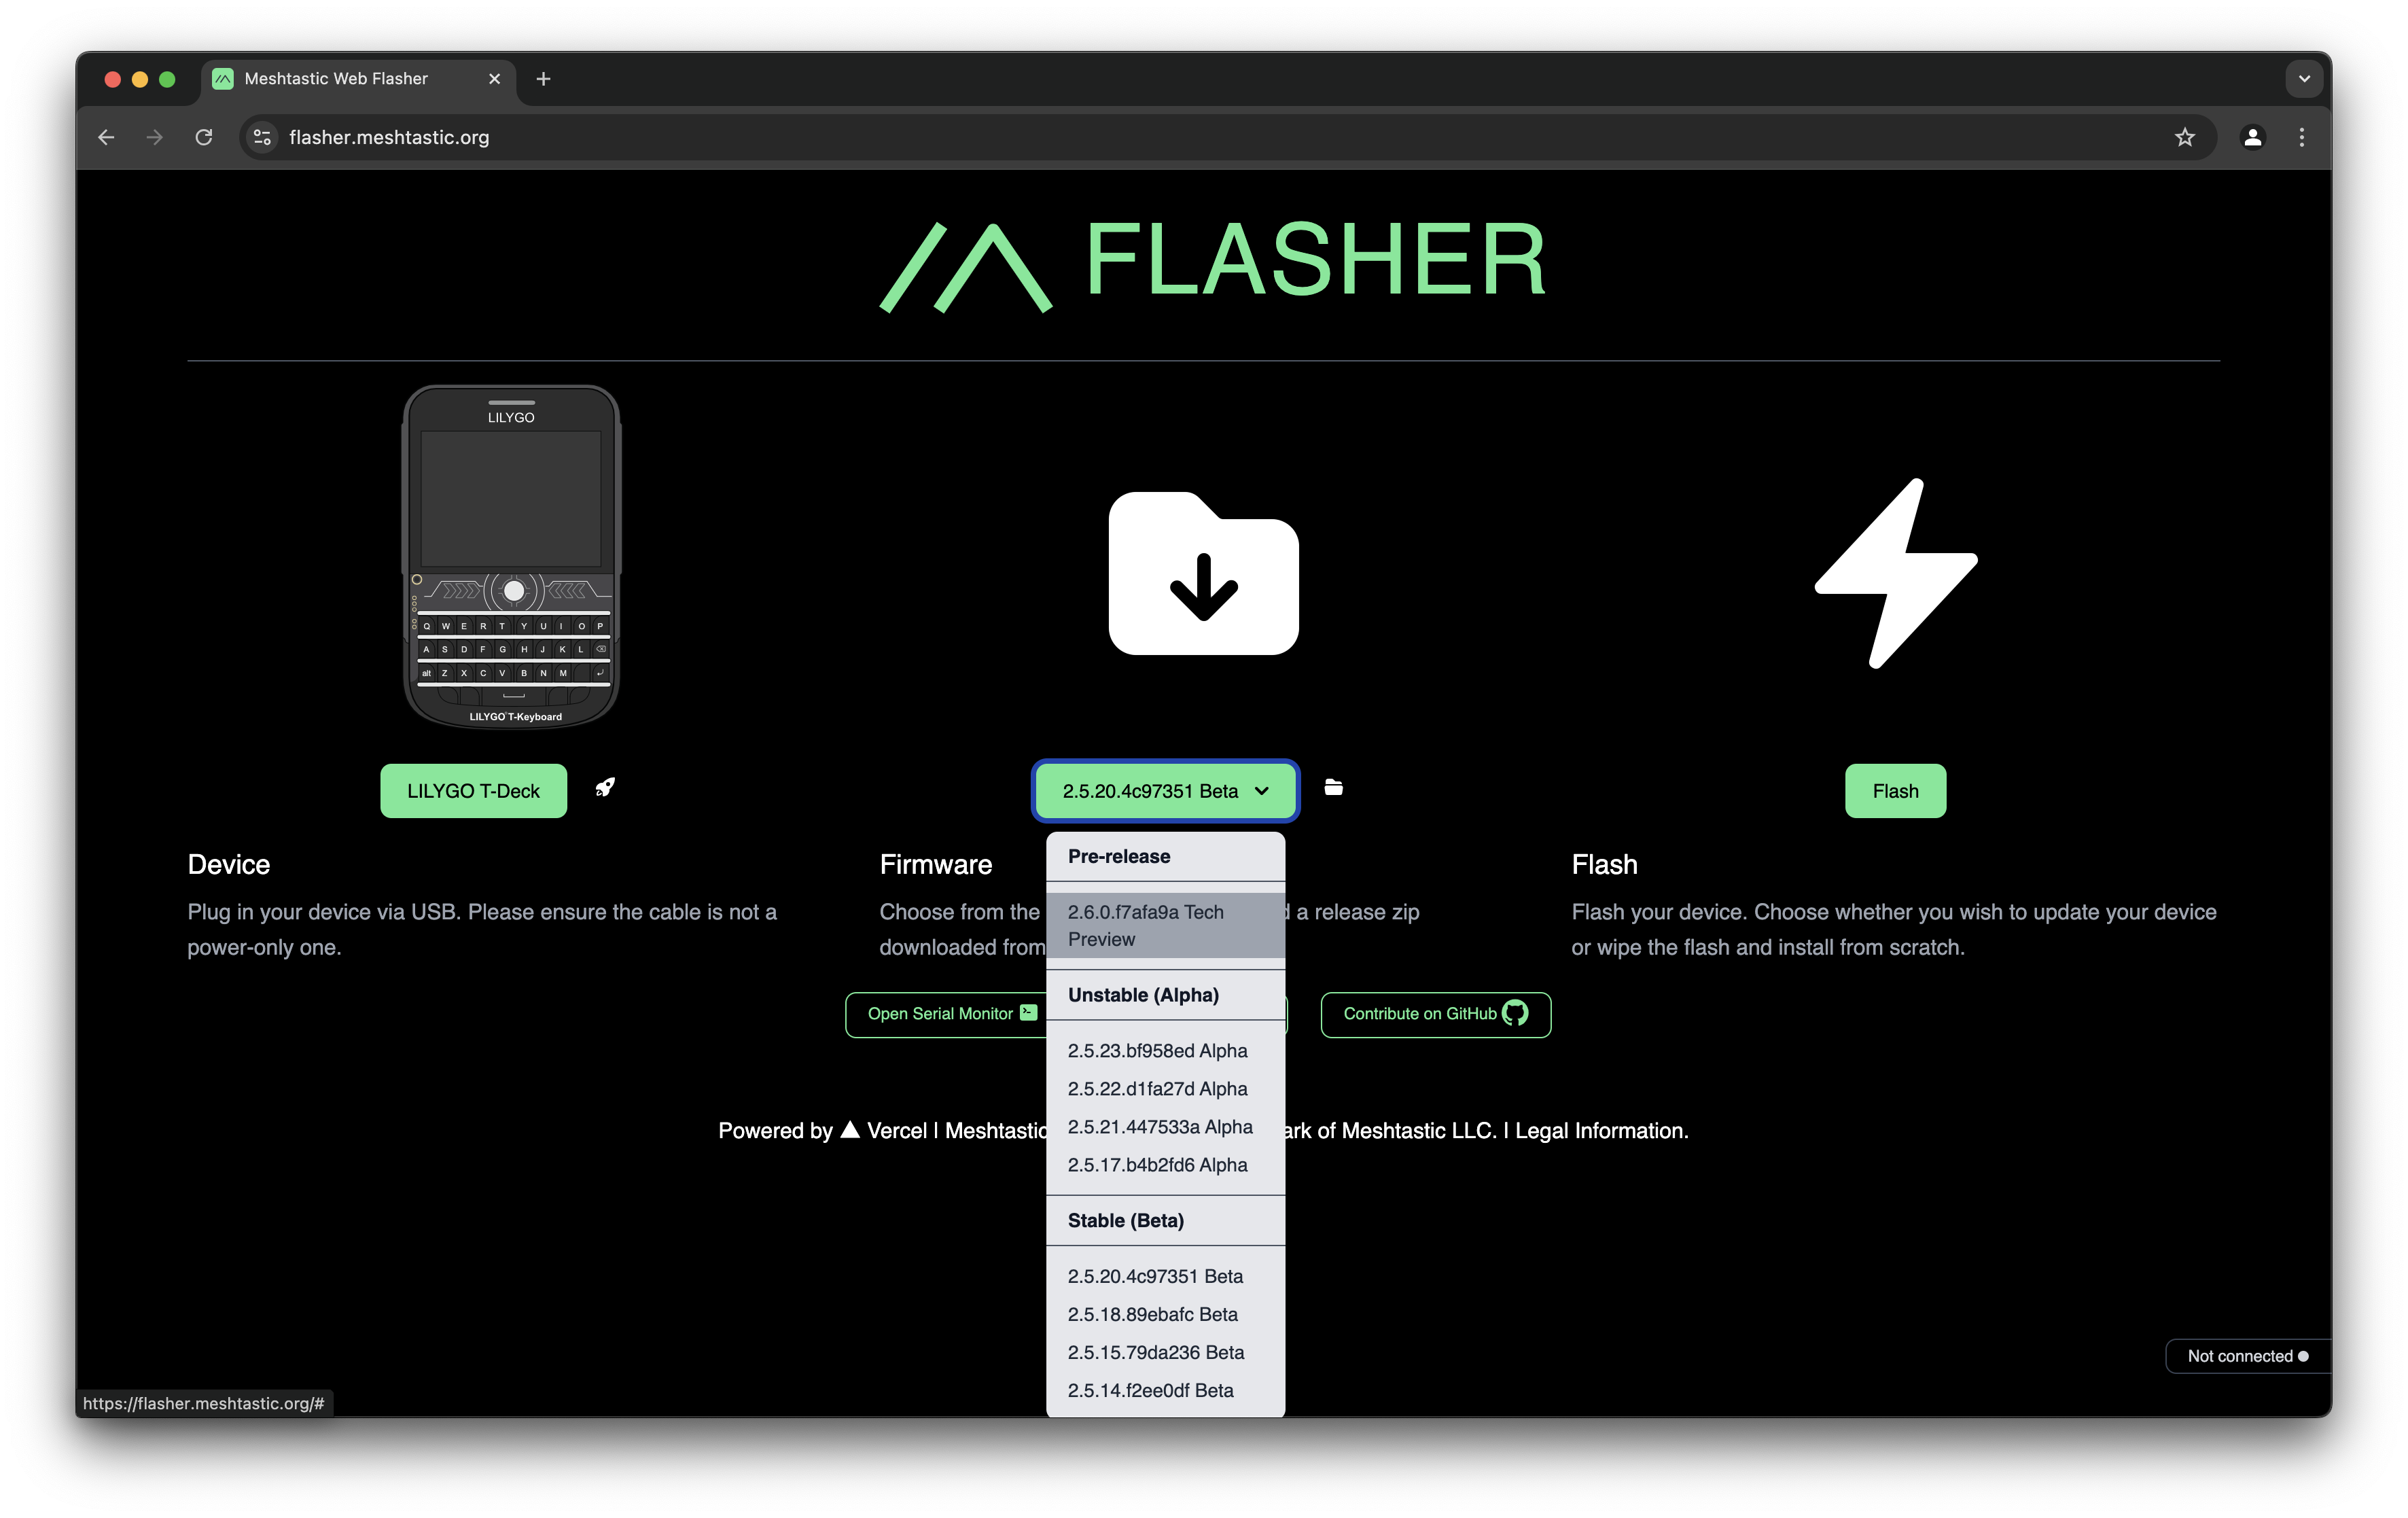 Meshtastic Web Flasher
flasher.meshtastic.org
FLASHER
LILYGO
Q W E R T Y U I O P
A S D F G H J K L
alt Z X C V B N M
LILYGO T-Keyboard
LILYGO T-Deck
2.5.20.4c97351 Beta
Flash
Device
Plug in your device via USB. Please ensure the cable is not a
power-only one.
Firmware
Choose from the
a release zip
downloaded from
Pre-release
2.6.0.f7afa9a Tech
Preview
Unstable (Alpha)
2.5.23.bf958ed Alpha
2.5.22.d1fa27d Alpha
2.5.21.447533a Alpha
2.5.17.b4b2fd6 Alpha
Stable (Beta)
2.5.20.4c97351 Beta
2.5.18.89ebafc Beta
2.5.15.79da236 Beta
2.5.14.f2ee0df Beta
Flash
Flash your device. Choose whether you wish to update your device
or wipe the flash and install from scratch.
Open Serial Monitor
Contribute on GitHub
Powered by Vercel | Meshtastic
ark of Meshtastic LLC. | Legal Information.
Not connected
https://flasher.meshtastic.org/#